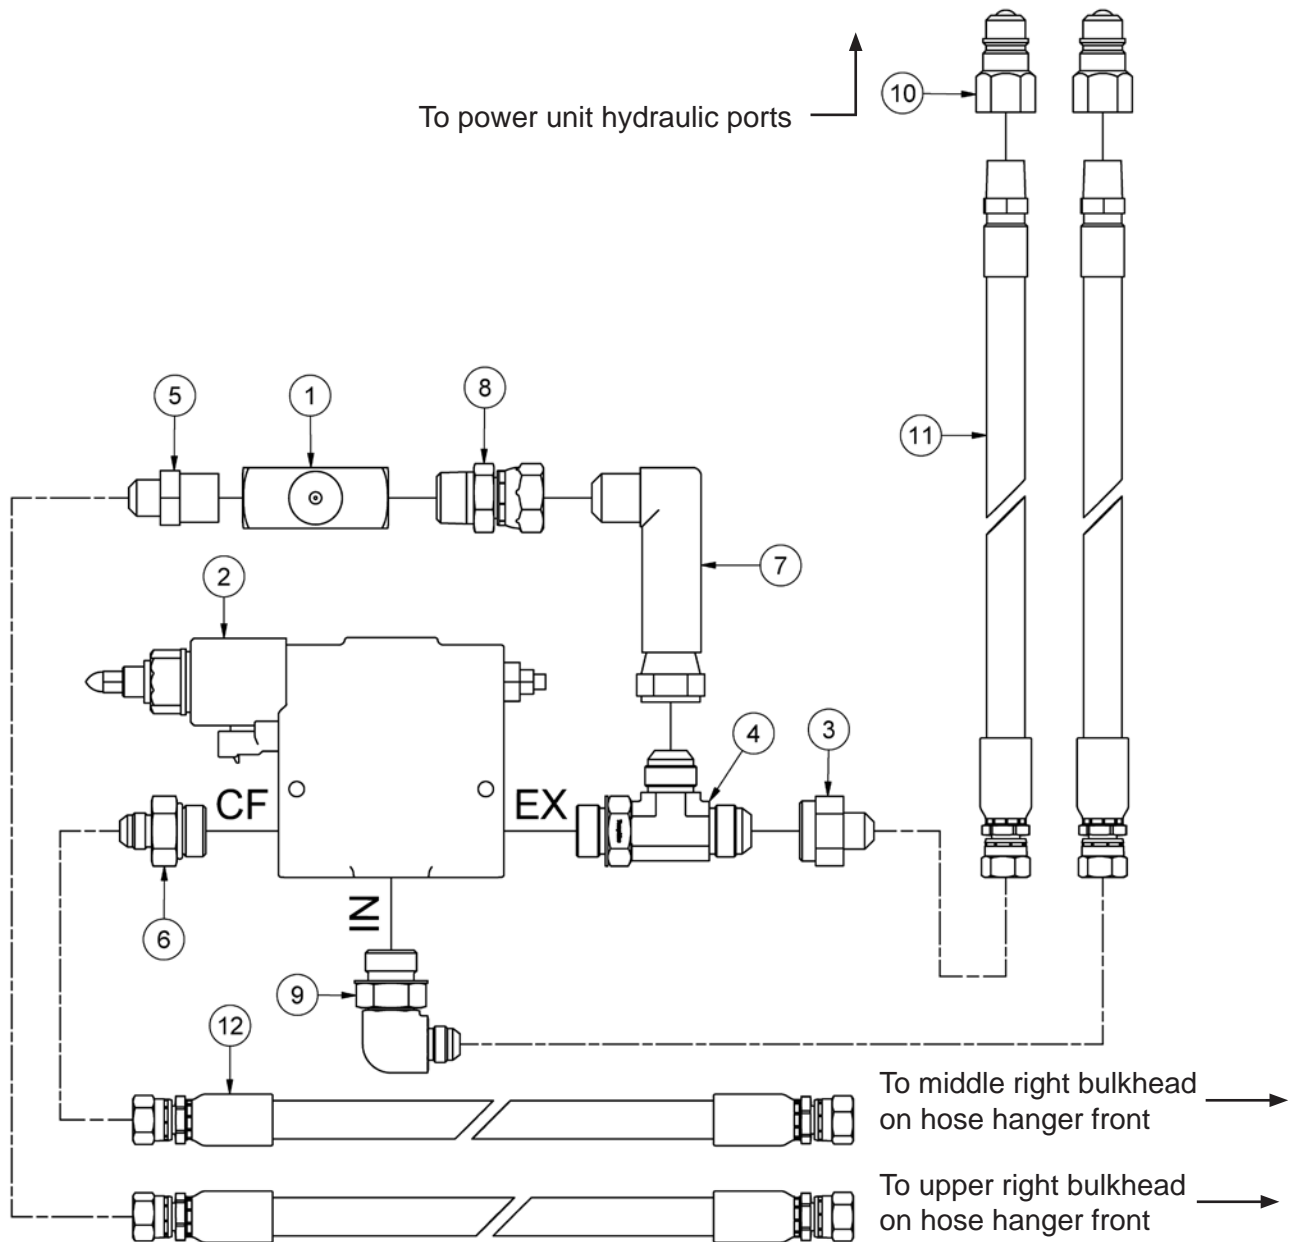 10
To power unit hydraulic ports
5
1
8
11
2
7
4
3
CF
EX
IN
6
9
12
To middle right bulkhead
on hose hanger front
To upper right bulkhead
on hose hanger front